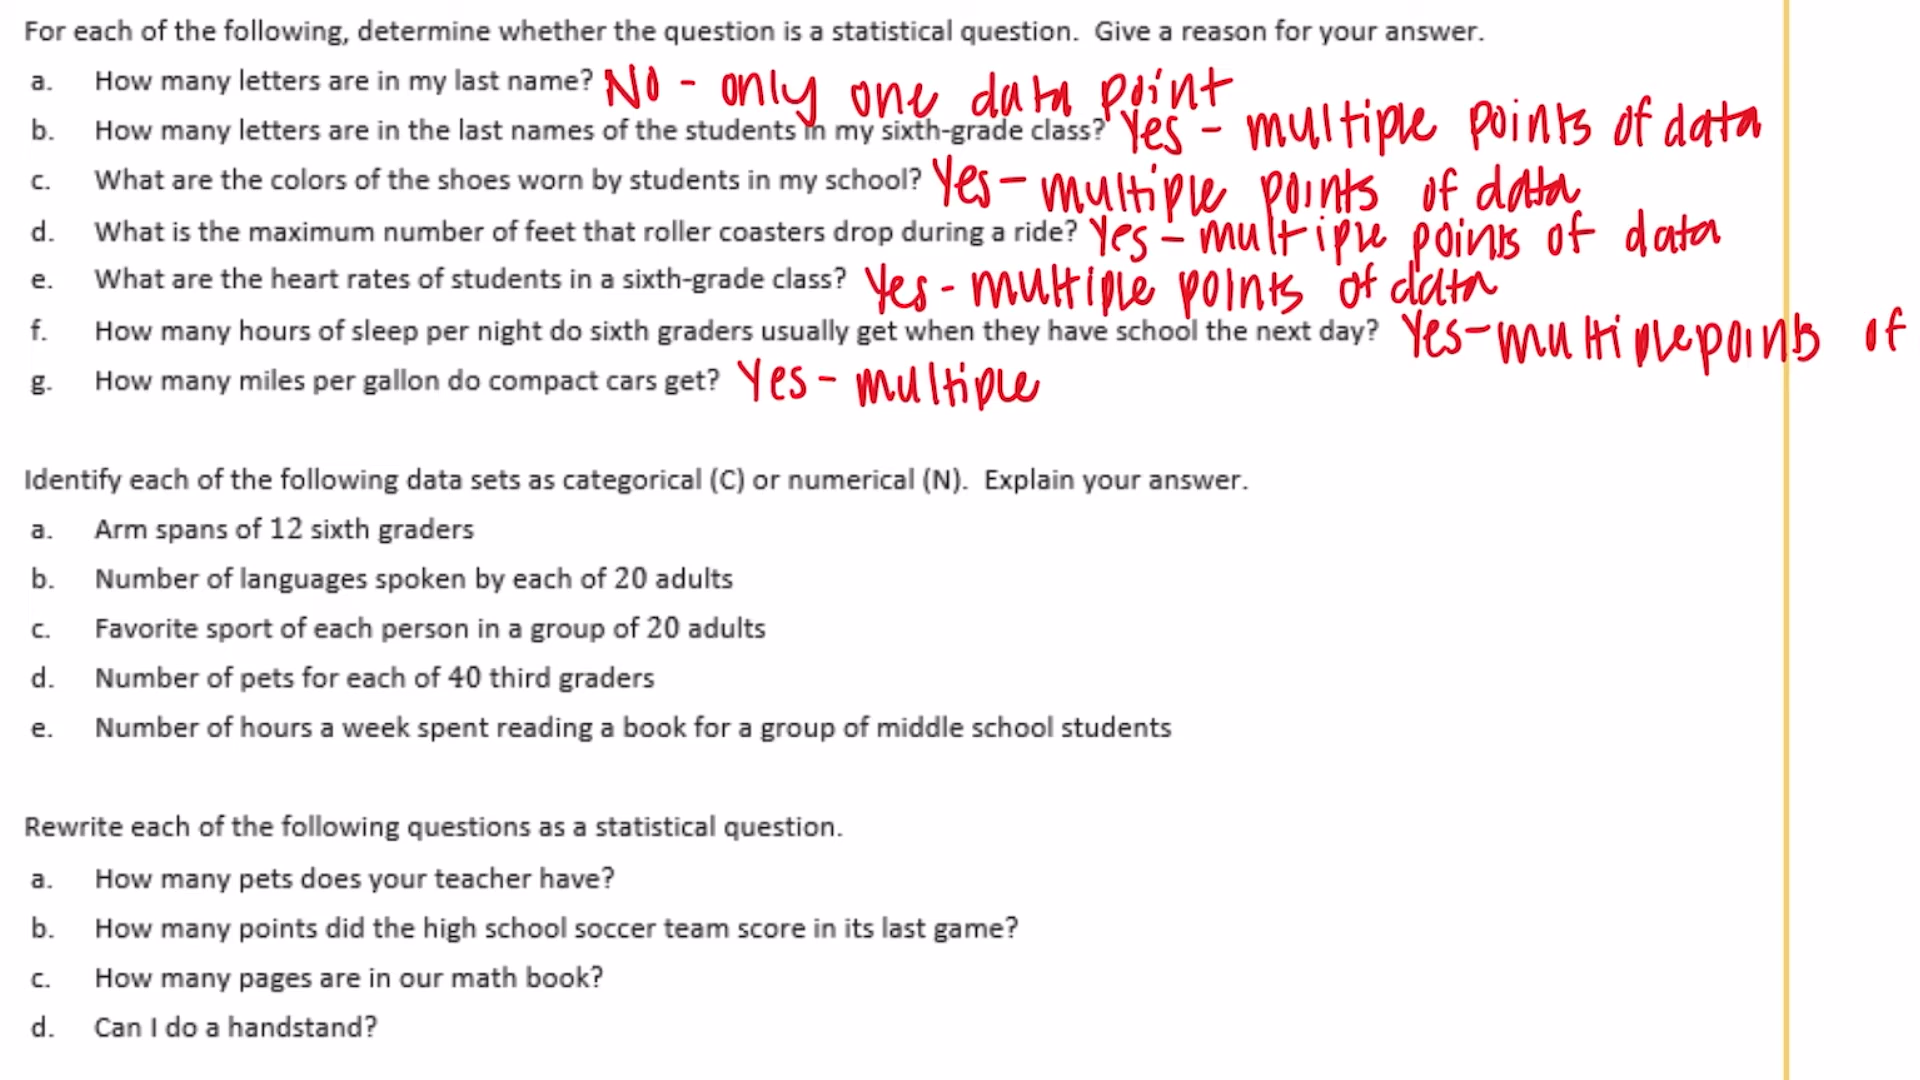 For each of the following, determine whether the question is a statistical question. Give a reason for your answer.
a. How many letters are in my last name? No - only one data point
b. How many letters are in the last names of the students in my sixth-grade class? Yes - multiple points of data
c. What are the colors of the shoes worn by students in my school? Yes - multiple points of data
d. What is the maximum number of feet that roller coasters drop during a ride? Yes - multiple points of data
e. What are the heart rates of students in a sixth-grade class? Yes - multiple points of data
f. How many hours of sleep per night do sixth graders usually get when they have school the next day? Yes - multiple points of
g. How many miles per gallon do compact cars get? Yes - multiple
Identify each of the following data sets as categorical (C) or numerical (N). Explain your answer.
a. Arm spans of 12 sixth graders
b. Number of languages spoken by each of 20 adults
c. Favorite sport of each person in a group of 20 adults
d. Number of pets for each of 40 third graders
e. Number of hours a week spent reading a book for a group of middle school students
Rewrite each of the following questions as a statistical question.
a. How many pets does your teacher have?
b. How many points did the high school soccer team score in its last game?
c. How many pages are in our math book?
d. Can I do a handstand?